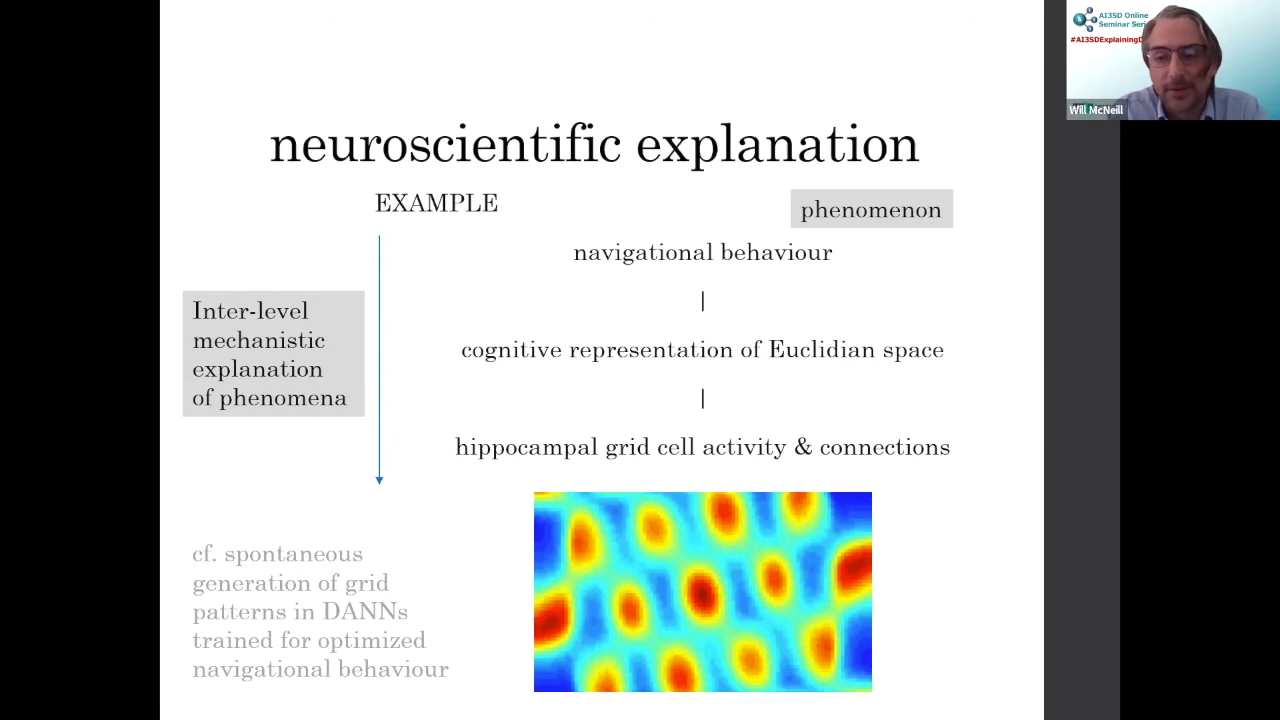 neuroscientific explanation
EXAMPLE
phenomenon
navigational behaviour
|
cognitive representation of Euclidian space
|
hippocampal grid cell activity & connections
Inter-level
mechanistic
explanation
of phenomena
cf. spontaneous
generation of grid
patterns in DANNs
trained for optimized
navigational behaviour
AI3SD Online
Seminar
Will McNeill